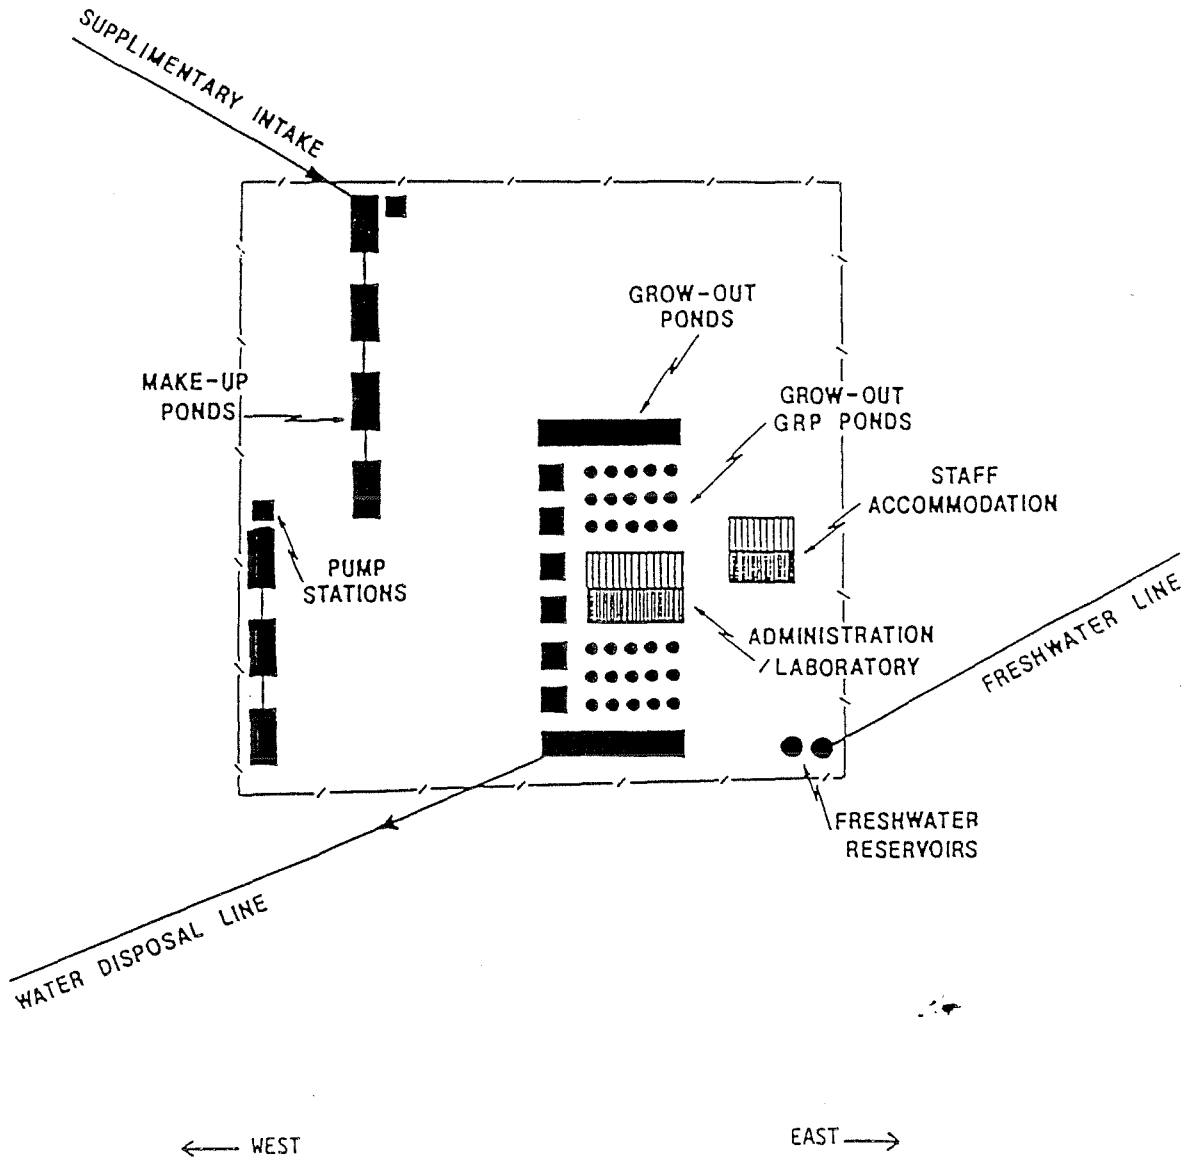 SUPPLIMENTARY INTAKE
GROW-OUT
PONDS
MAKE-UP
PONDS
GROW-OUT
GRP PONDS
STAFF
ACCOMMODATION
PUMP
STATIONS
ADMINISTRATION
/LABORATORY
FRESHWATER LINE
FRESHWATER
RESERVOIRS
WATER DISPOSAL LINE
WEST
EAST